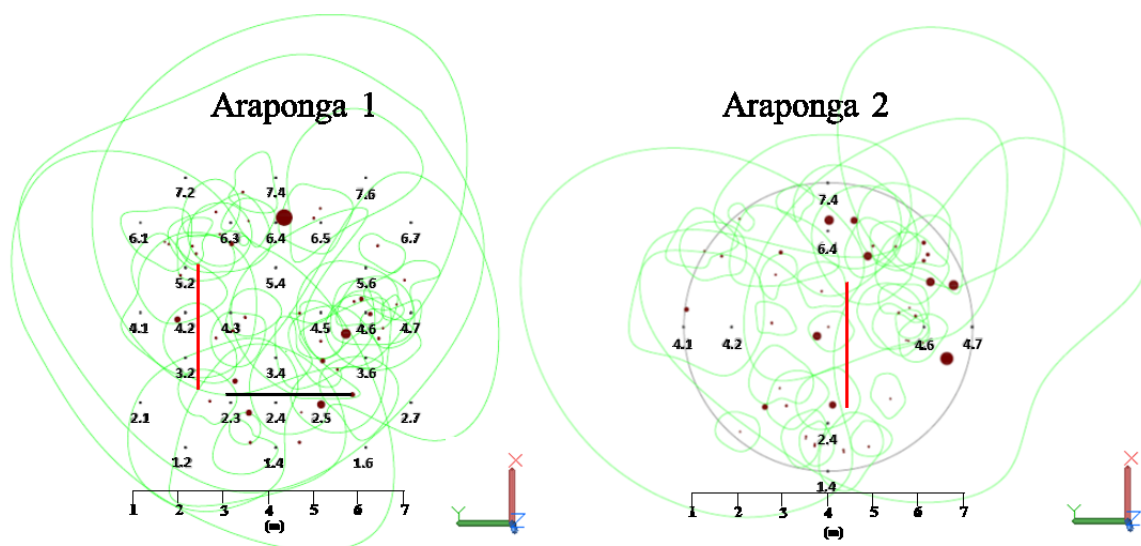 Araponga 1
7.2 7.4 7.6
6.1 6.3 6.4 6.5 6.7
5.2 5.4 5.6
4.1 4.2 4.3 4.5 4.6 4.7
3.2 3.4 3.6
2.1 2.3 2.4 2.5 2.7
1.2 1.4 1.6
1 2 3 4 5 6 7
(m)
X
Y
Z
Araponga 2
7.4
6.4
4.1 4.2 4.6 4.7
2.4
1.4
1 2 3 4 5 6 7
(m)
X
Y
Z